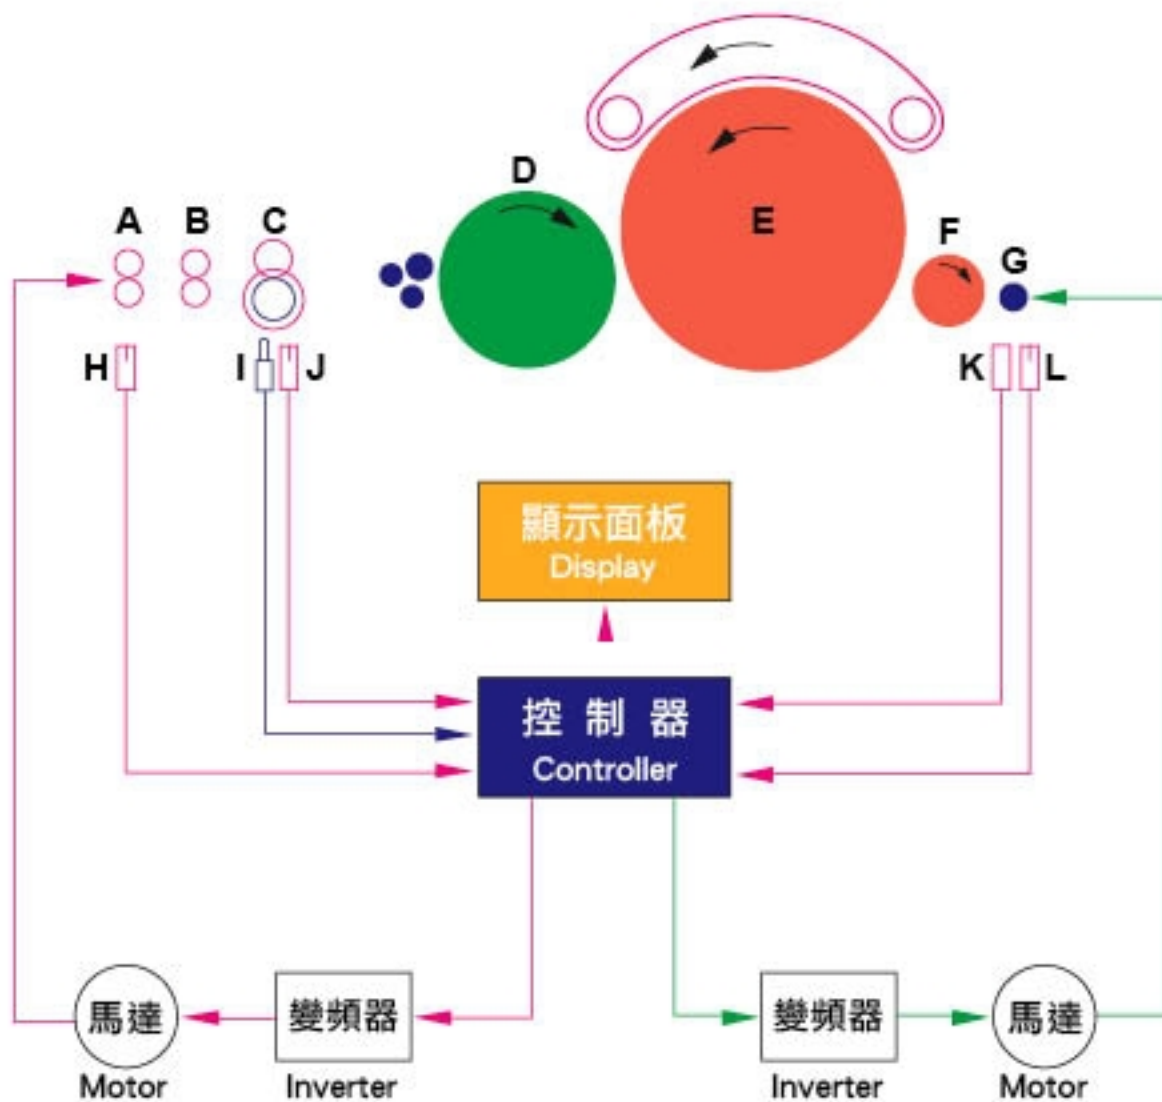 D
A B C
E
F
G
H I J
K L
顯示面板
Display
控制器
Controller
馬達
Motor
變頻器
Inverter
變頻器
Inverter
馬達
Motor